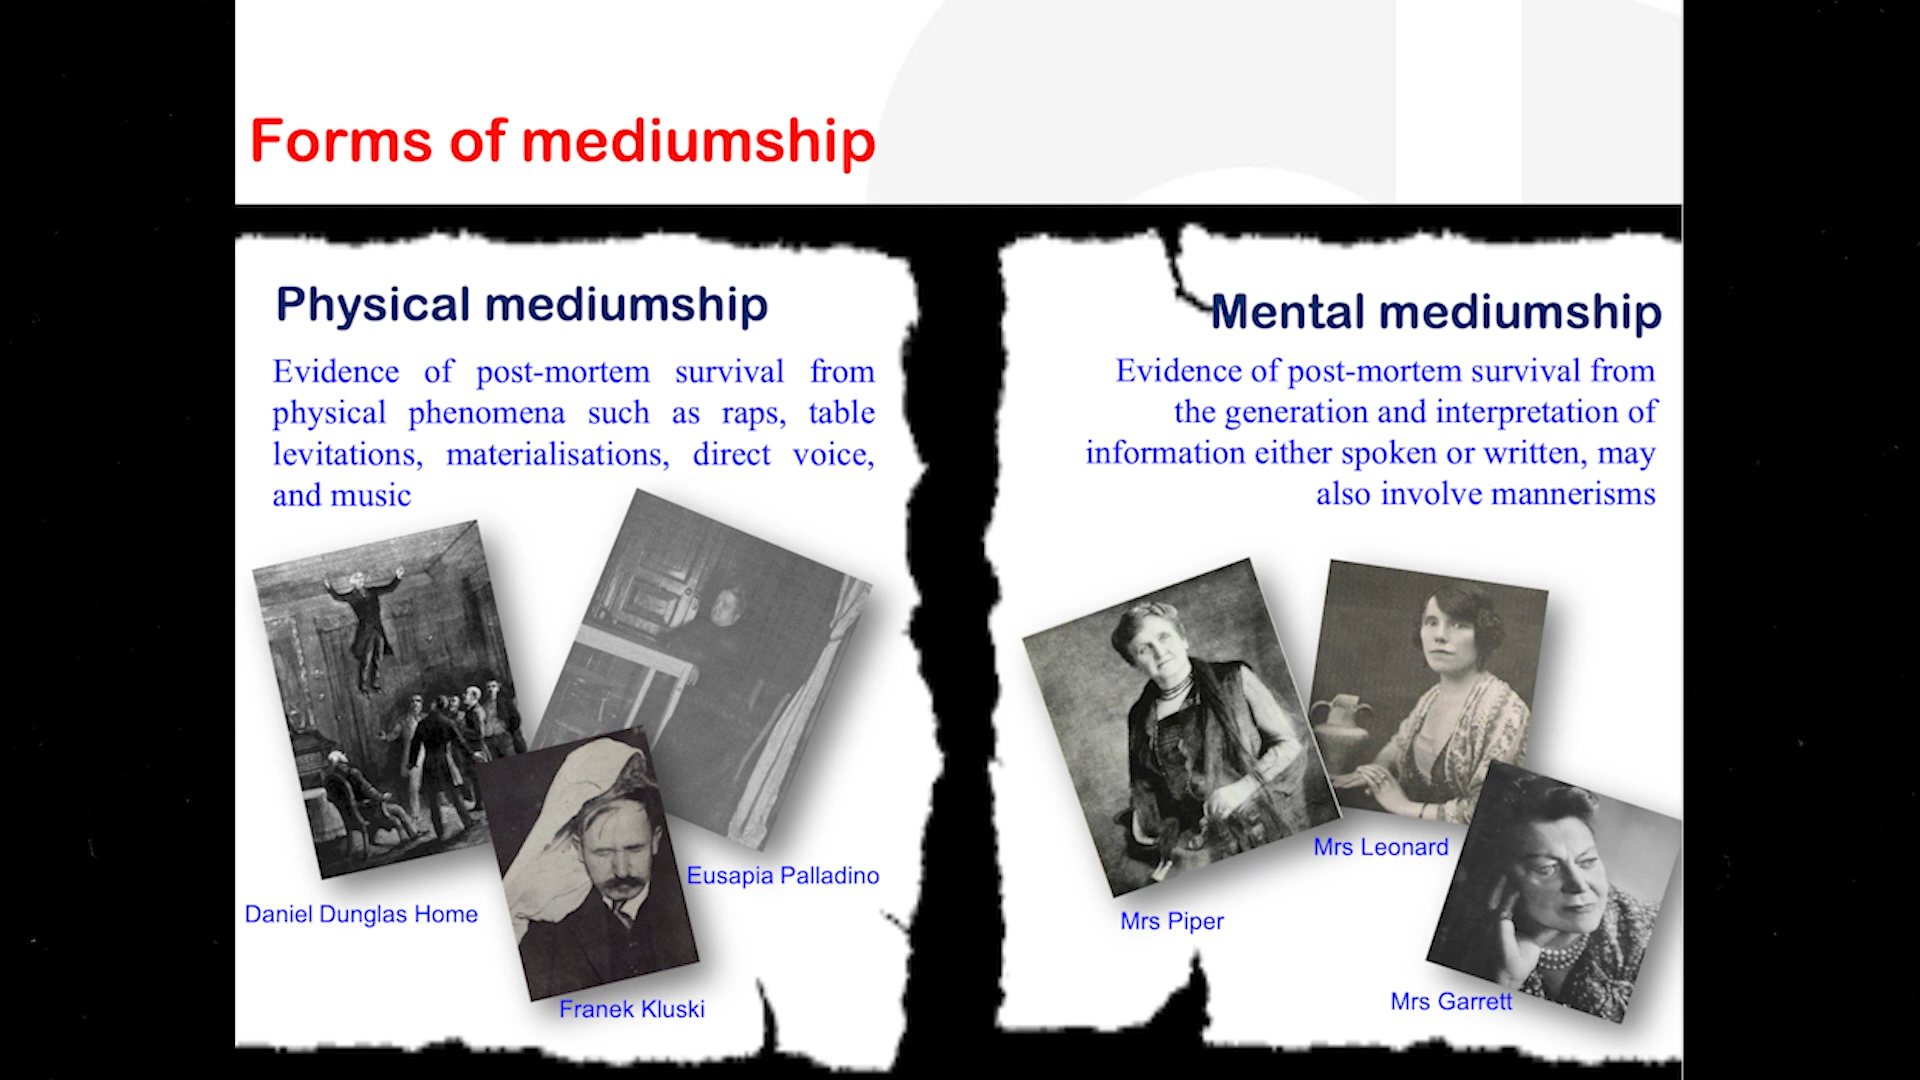 Forms of mediumship
Physical mediumship
Evidence of post-mortem survival from
physical phenomena such as raps, table
levitations, materialisations, direct voice,
and music
Daniel Dunglas Home
Eusapia Palladino
Franek Kluski
Mental mediumship
Evidence of post-mortem survival from
the generation and interpretation of
information either spoken or written, may
also involve mannerisms
Mrs Piper
Mrs Leonard
Mrs Garrett